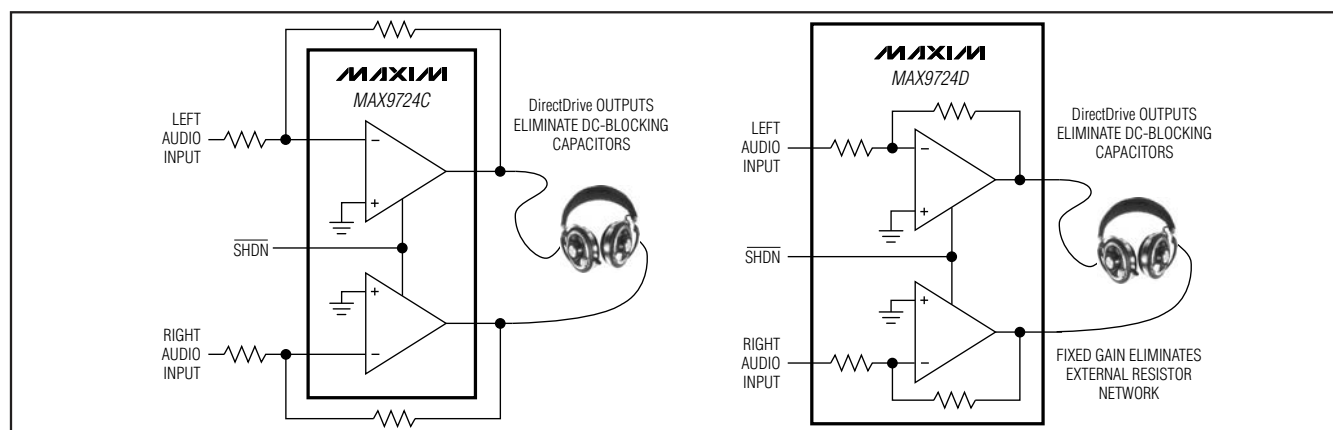 MAXIM
MAX9724C
LEFT
AUDIO
INPUT
−
+
DirectDrive OUTPUTS
ELIMINATE DC-BLOCKING
CAPACITORS
SHDN
+
−
RIGHT
AUDIO
INPUT
MAXIM
MAX9724D
LEFT
AUDIO
INPUT
−
+
DirectDrive OUTPUTS
ELIMINATE DC-BLOCKING
CAPACITORS
SHDN
+
−
RIGHT
AUDIO
INPUT
FIXED GAIN ELIMINATES
EXTERNAL RESISTOR
NETWORK